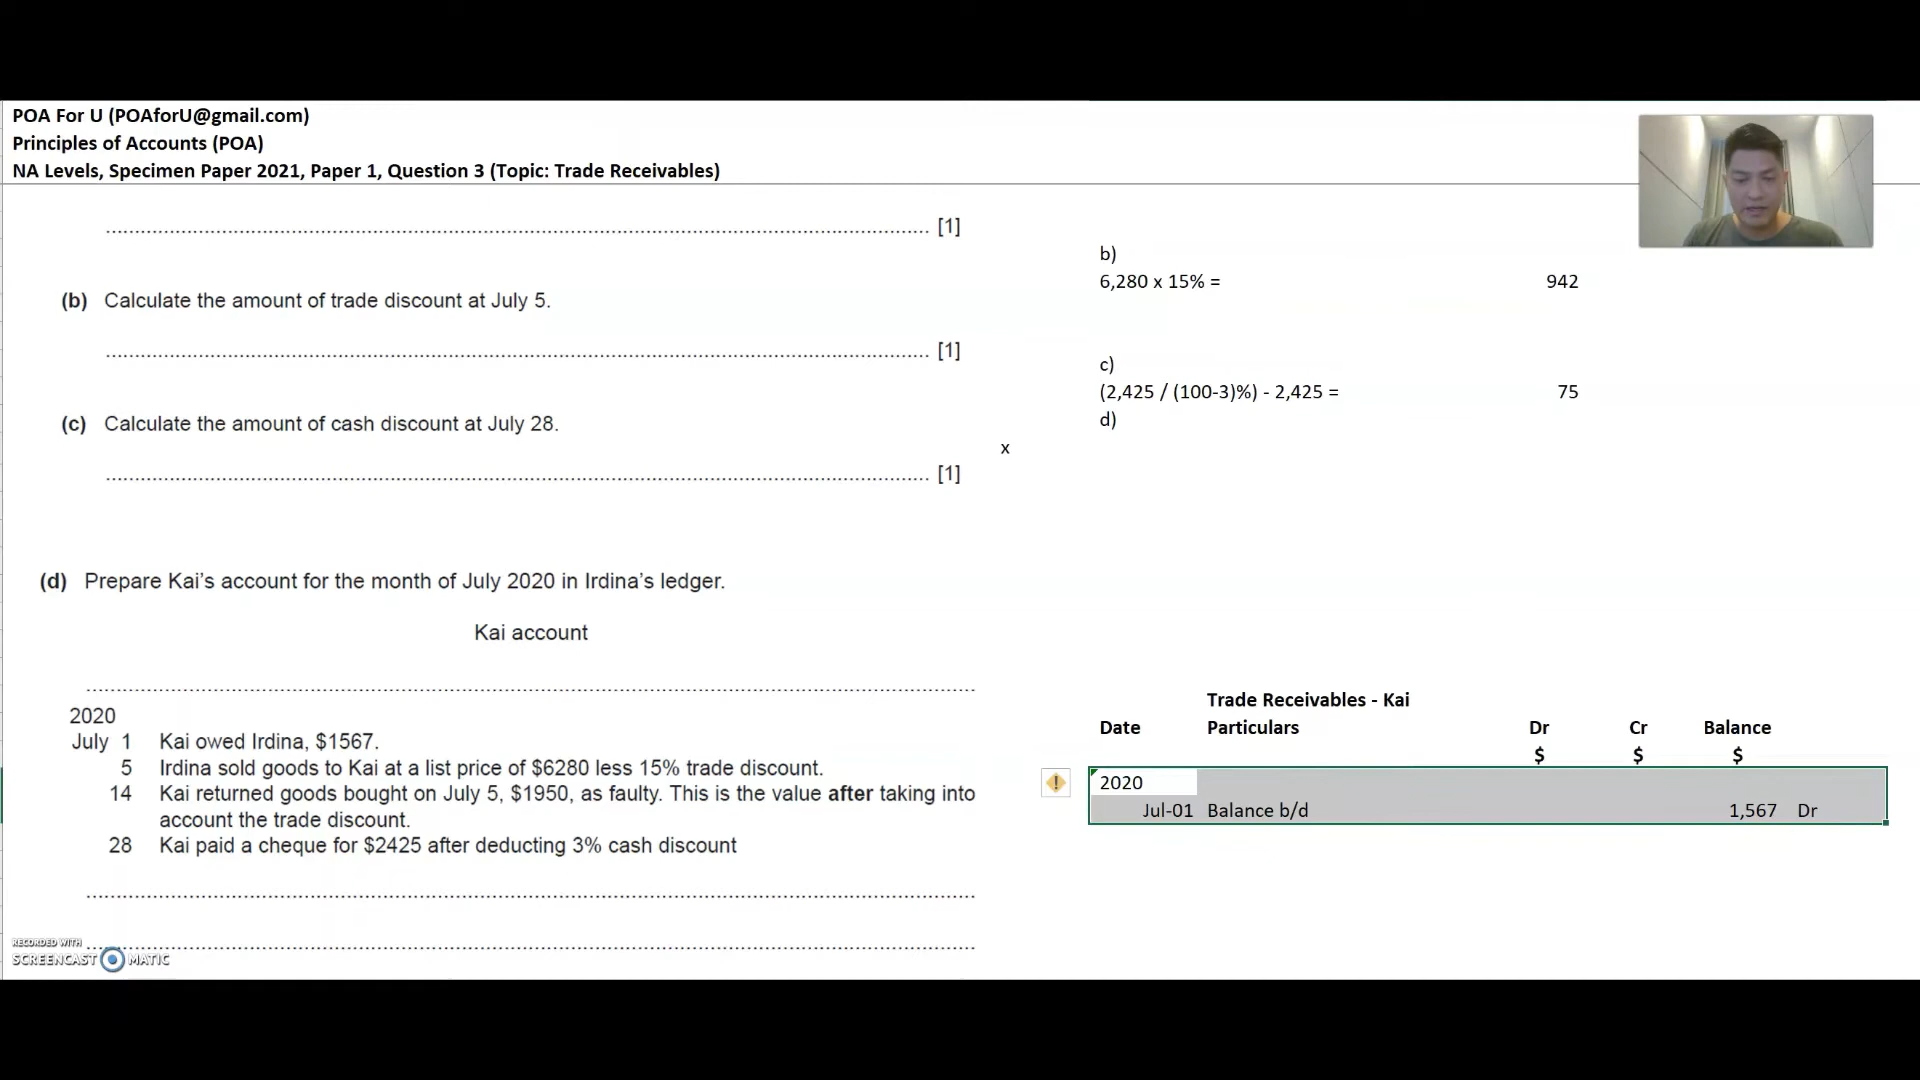 POA For U (POAforU@gmail.com)
Principles of Accounts (POA)
NA Levels, Specimen Paper 2021, Paper 1, Question 3 (Topic: Trade Receivables)
[1]
(b) Calculate the amount of trade discount at July 5.
[1]
(c) Calculate the amount of cash discount at July 28.
[1]
(d) Prepare Kai's account for the month of July 2020 in Irdina's ledger.
Kai account
2020
July 1 Kai owed Irdina, $1567.
5 Irdina sold goods to Kai at a list price of $6280 less 15% trade discount.
14 Kai returned goods bought on July 5, $1950, as faulty. This is the value after taking into
account the trade discount.
28 Kai paid a cheque for $2425 after deducting 3% cash discount
RECORDED WITH
SCREENCAST MATIC
x
b)
6,280 x 15% = 942
c)
(2,425 / (100-3)%) - 2,425 = 75
d)
Trade Receivables - Kai
Date Particulars Dr Cr Balance
$ $ $
2020
Jul-01 Balance b/d 1,567 Dr